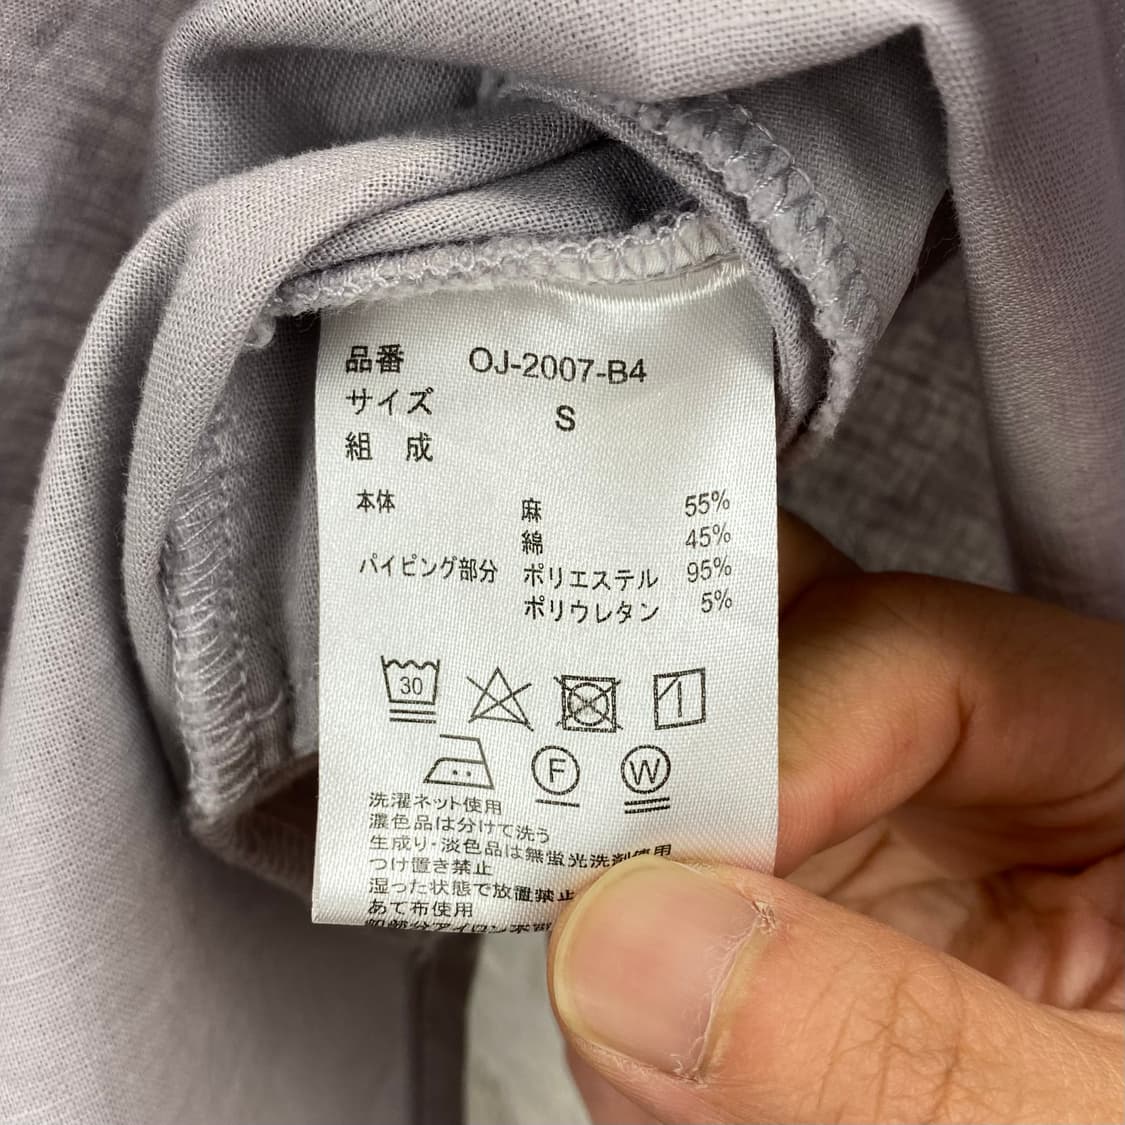 品番 OJ-2007-B4
サイズ S
組 成
本体 麻 55%
綿 45%
パイピング部分 ポリエステル 95%
ポリウレタン 5%
30
F W
洗濯ネット使用
濃色品は分けて洗う
生成り・淡色品は無蛍光洗剤使用
つけ置き禁止
湿った状態で放置禁止
あて布使用